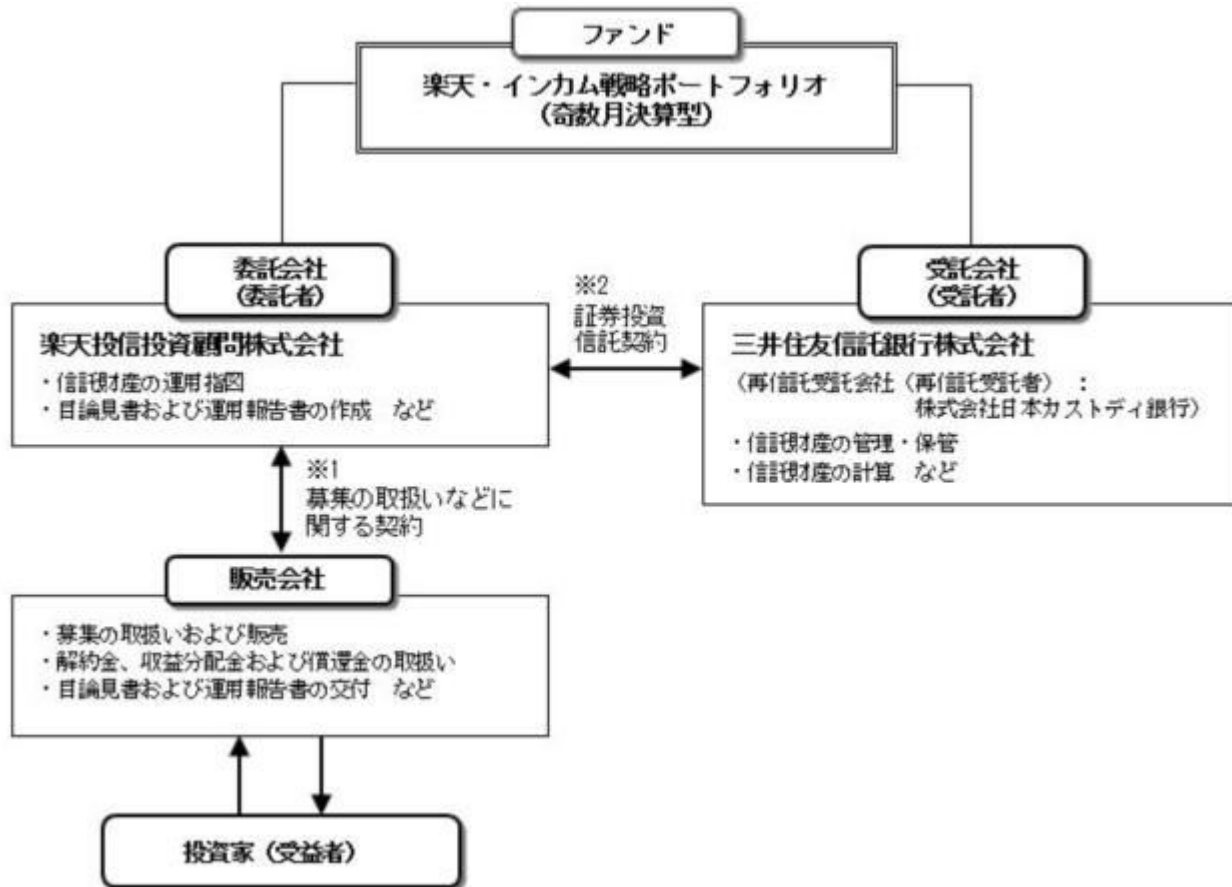 ファンド
楽天・インカム戦略ポートフォリオ
(奇数月決算型)
委託会社
(委託者)
楽天投信投資顧問株式会社
・信託財産の運用指図
・目論見書および運用報告書の作成 など
※2
証券投資
信託契約
受託会社
(受託者)
三井住友信託銀行株式会社
(再信託受託会社(再信託受託者) :
株式会社日本カストディ銀行)
・信託財産の管理・保管
・信託財産の計算 など
※1
募集の取扱いなどに
関する契約
販売会社
・募集の取扱いおよび販売
・解約金、収益分配金および償還金の取扱い
・目論見書および運用報告書の交付 など
投資家(受益者)